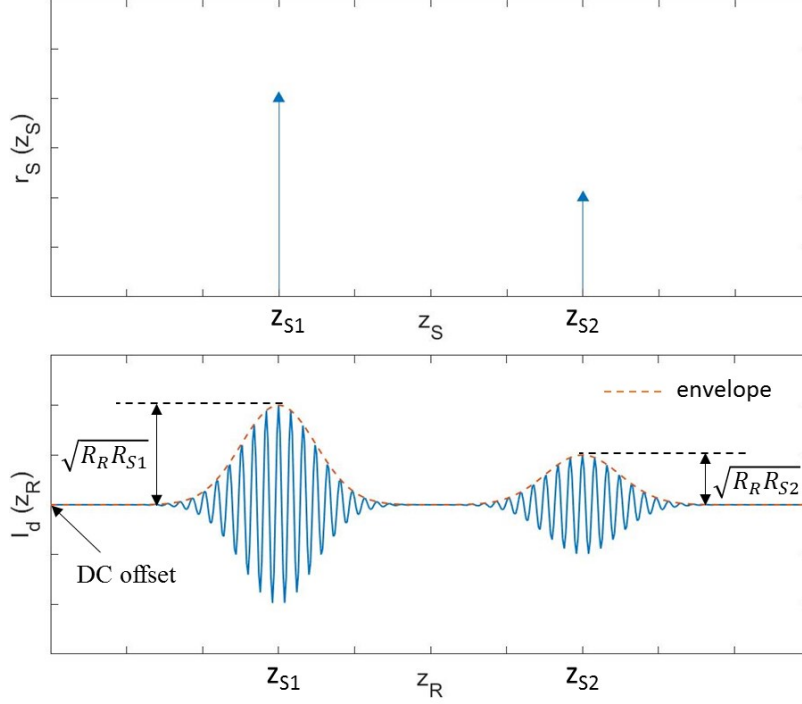 r_S (z_S)
z_S1
z_S
z_S2
envelope
√(R_R R_S1)
√(R_R R_S2)
I_d (z_R)
DC offset
z_S1
z_R
z_S2